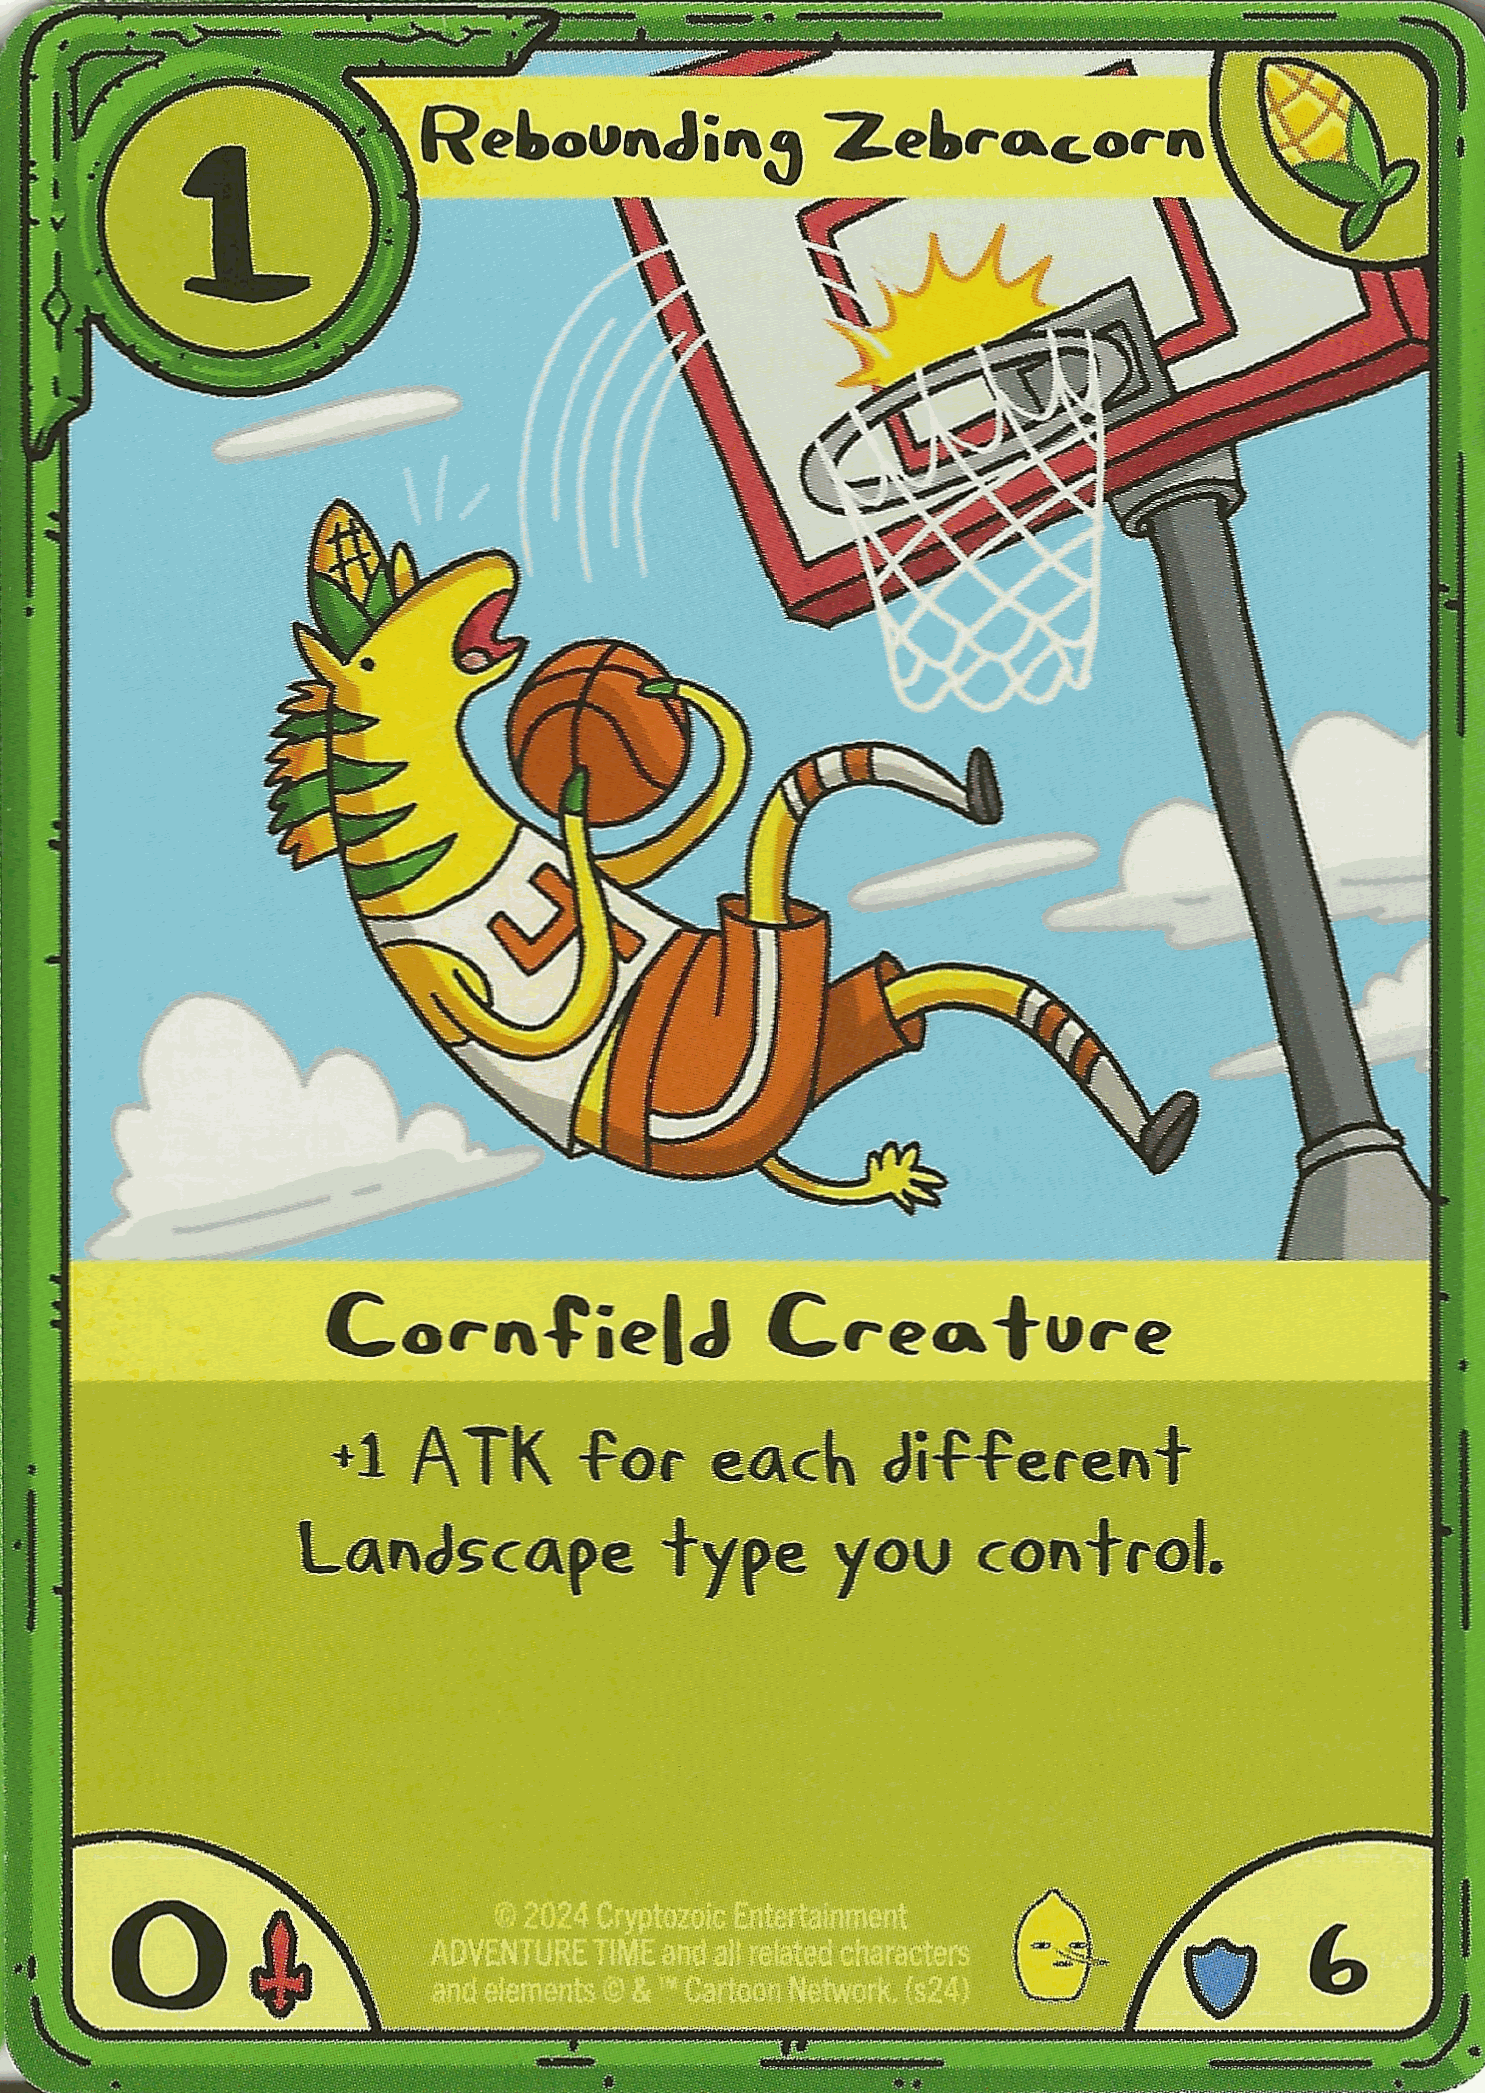 1
Rebounding Zebracorn
Cornfield Creature
+1 ATK for each different
Landscape type you control.
0
6
© 2024 Cryptozoic Entertainment
ADVENTURE TIME and all related characters
and elements © & ™ Cartoon Network. (s24)